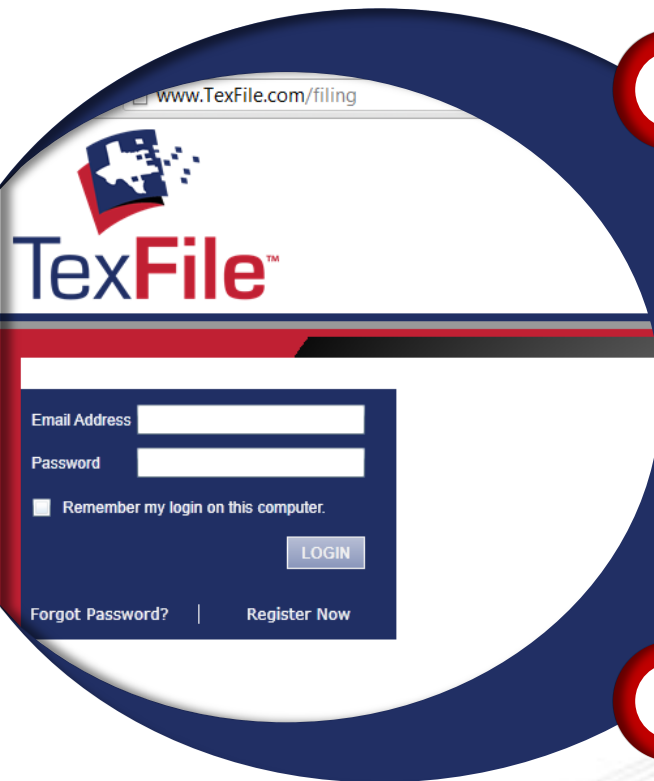 www.TexFile.com/filing
TexFile™
Email Address
Password
Remember my login on this computer.
LOGIN
Forgot Password? | Register Now